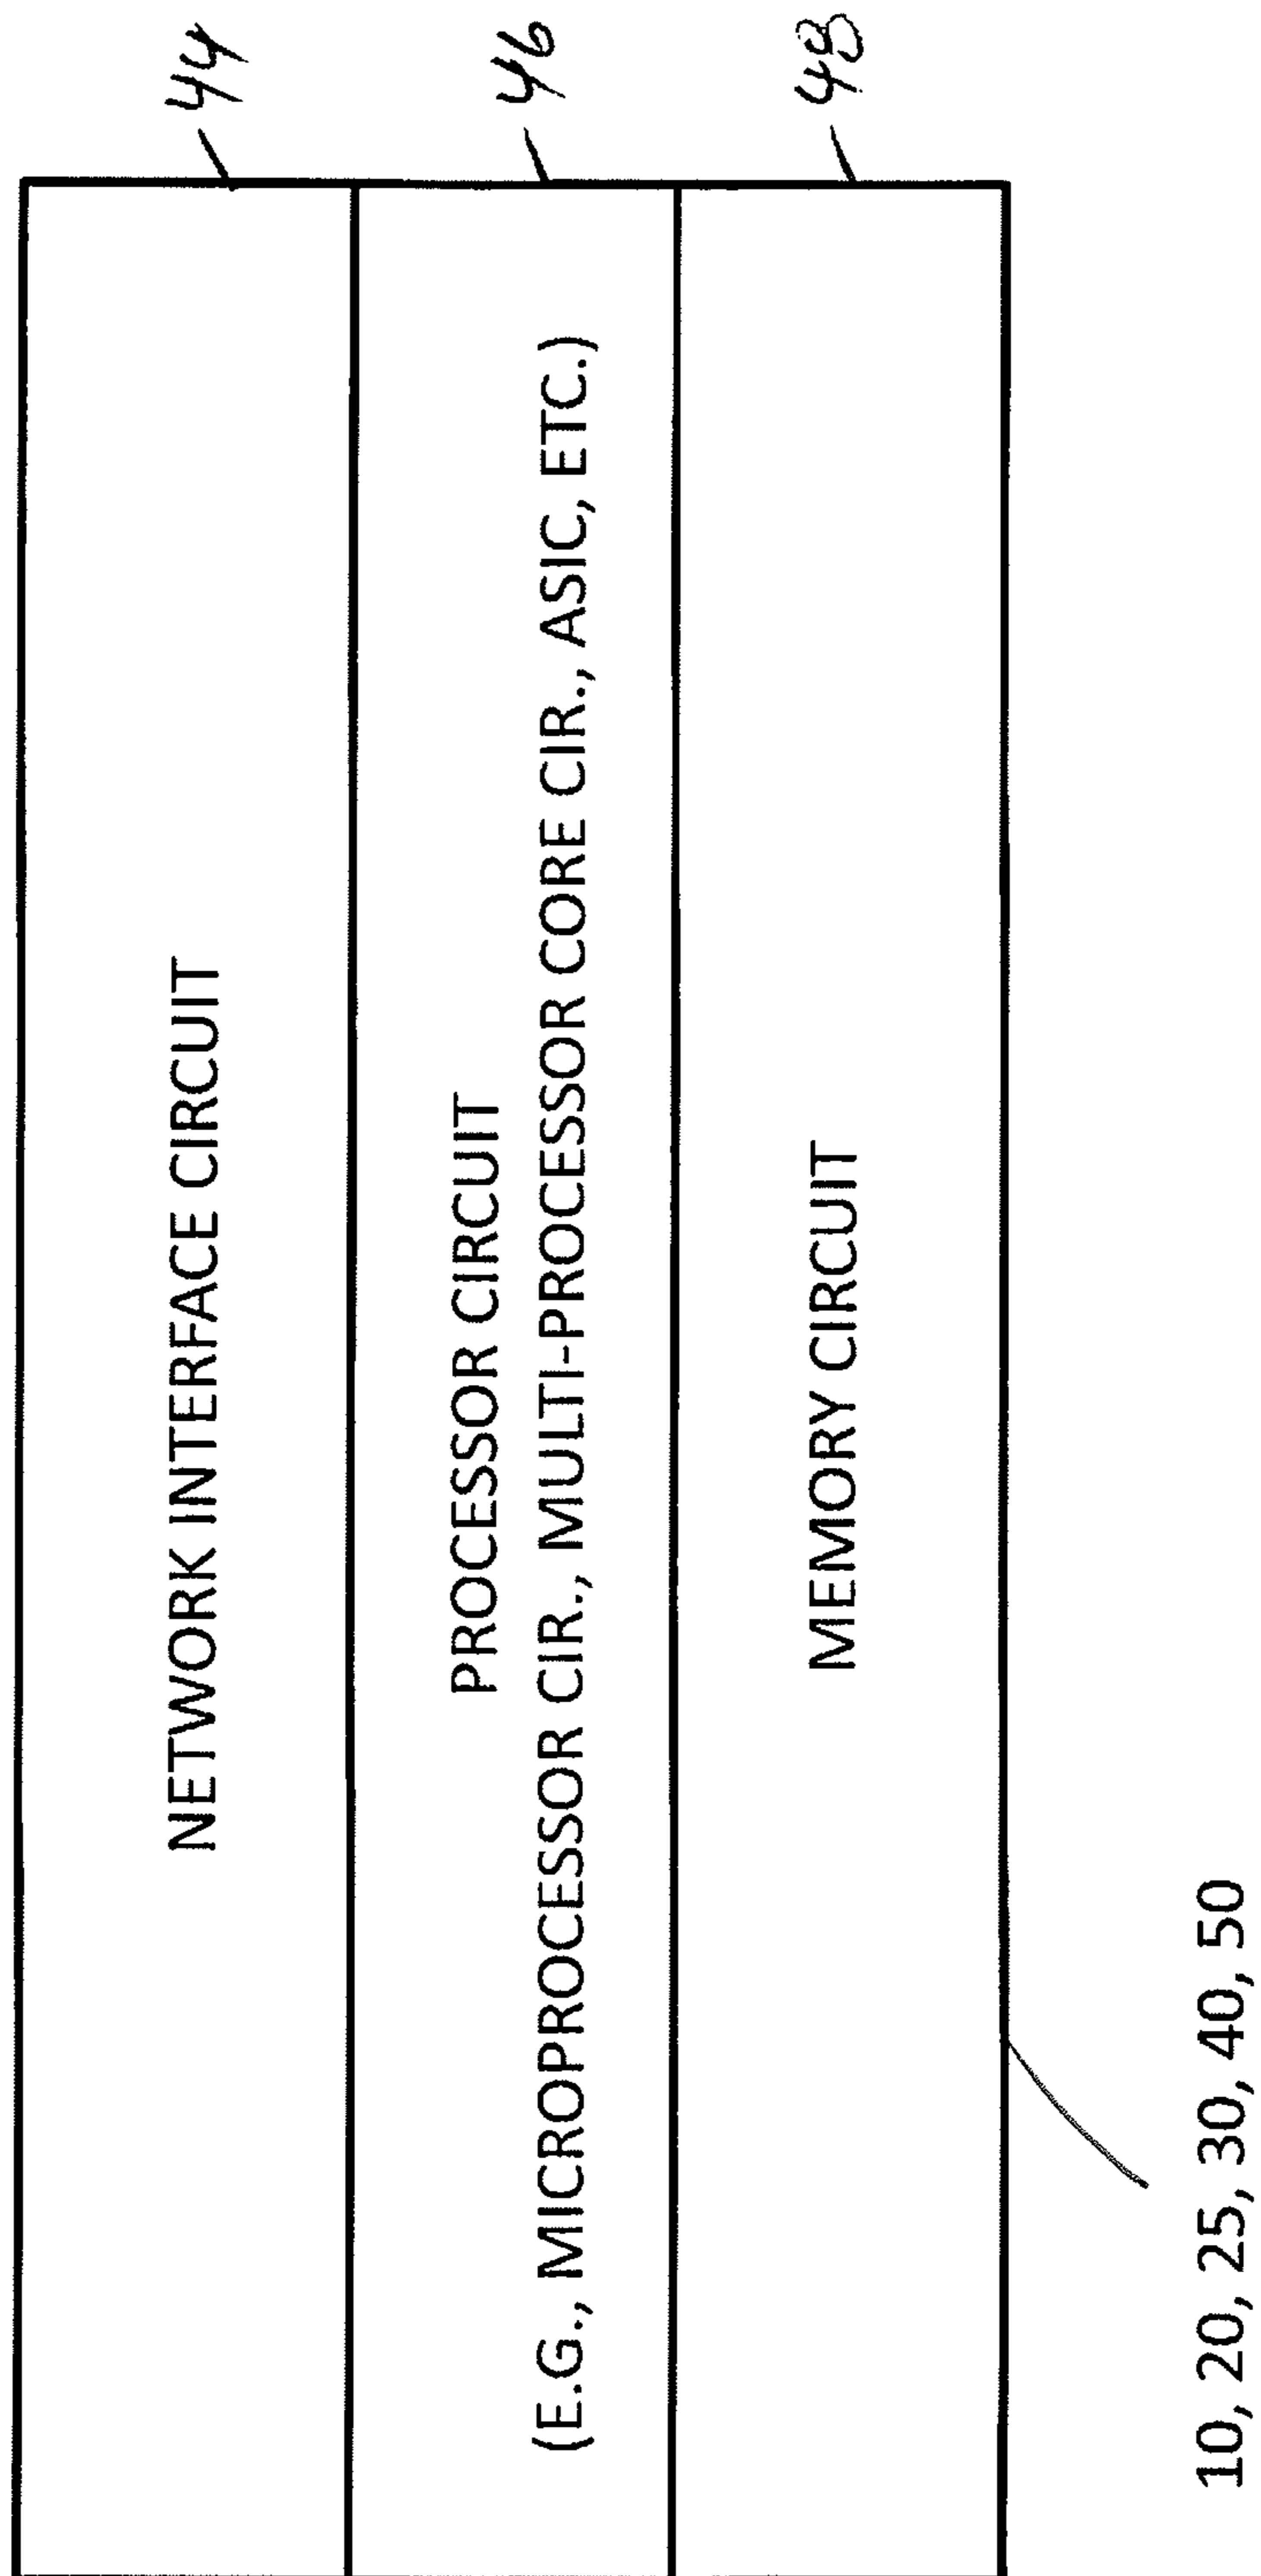 NETWORK INTERFACE CIRCUIT
44
PROCESSOR CIRCUIT
(E.G., MICROPROCESSOR CIR., MULTI-PROCESSOR CORE CIR., ASIC, ETC.)
46
MEMORY CIRCUIT
48
10, 20, 25, 30, 40, 50